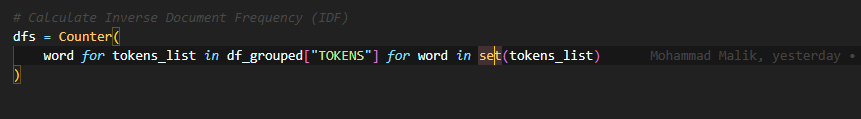 # Calculate Inverse Document Frequency (IDF)
dfs = Counter(
    word for tokens_list in df_grouped["TOKENS"] for word in set(tokens_list)    Mohammad Malik, yesterday •
)